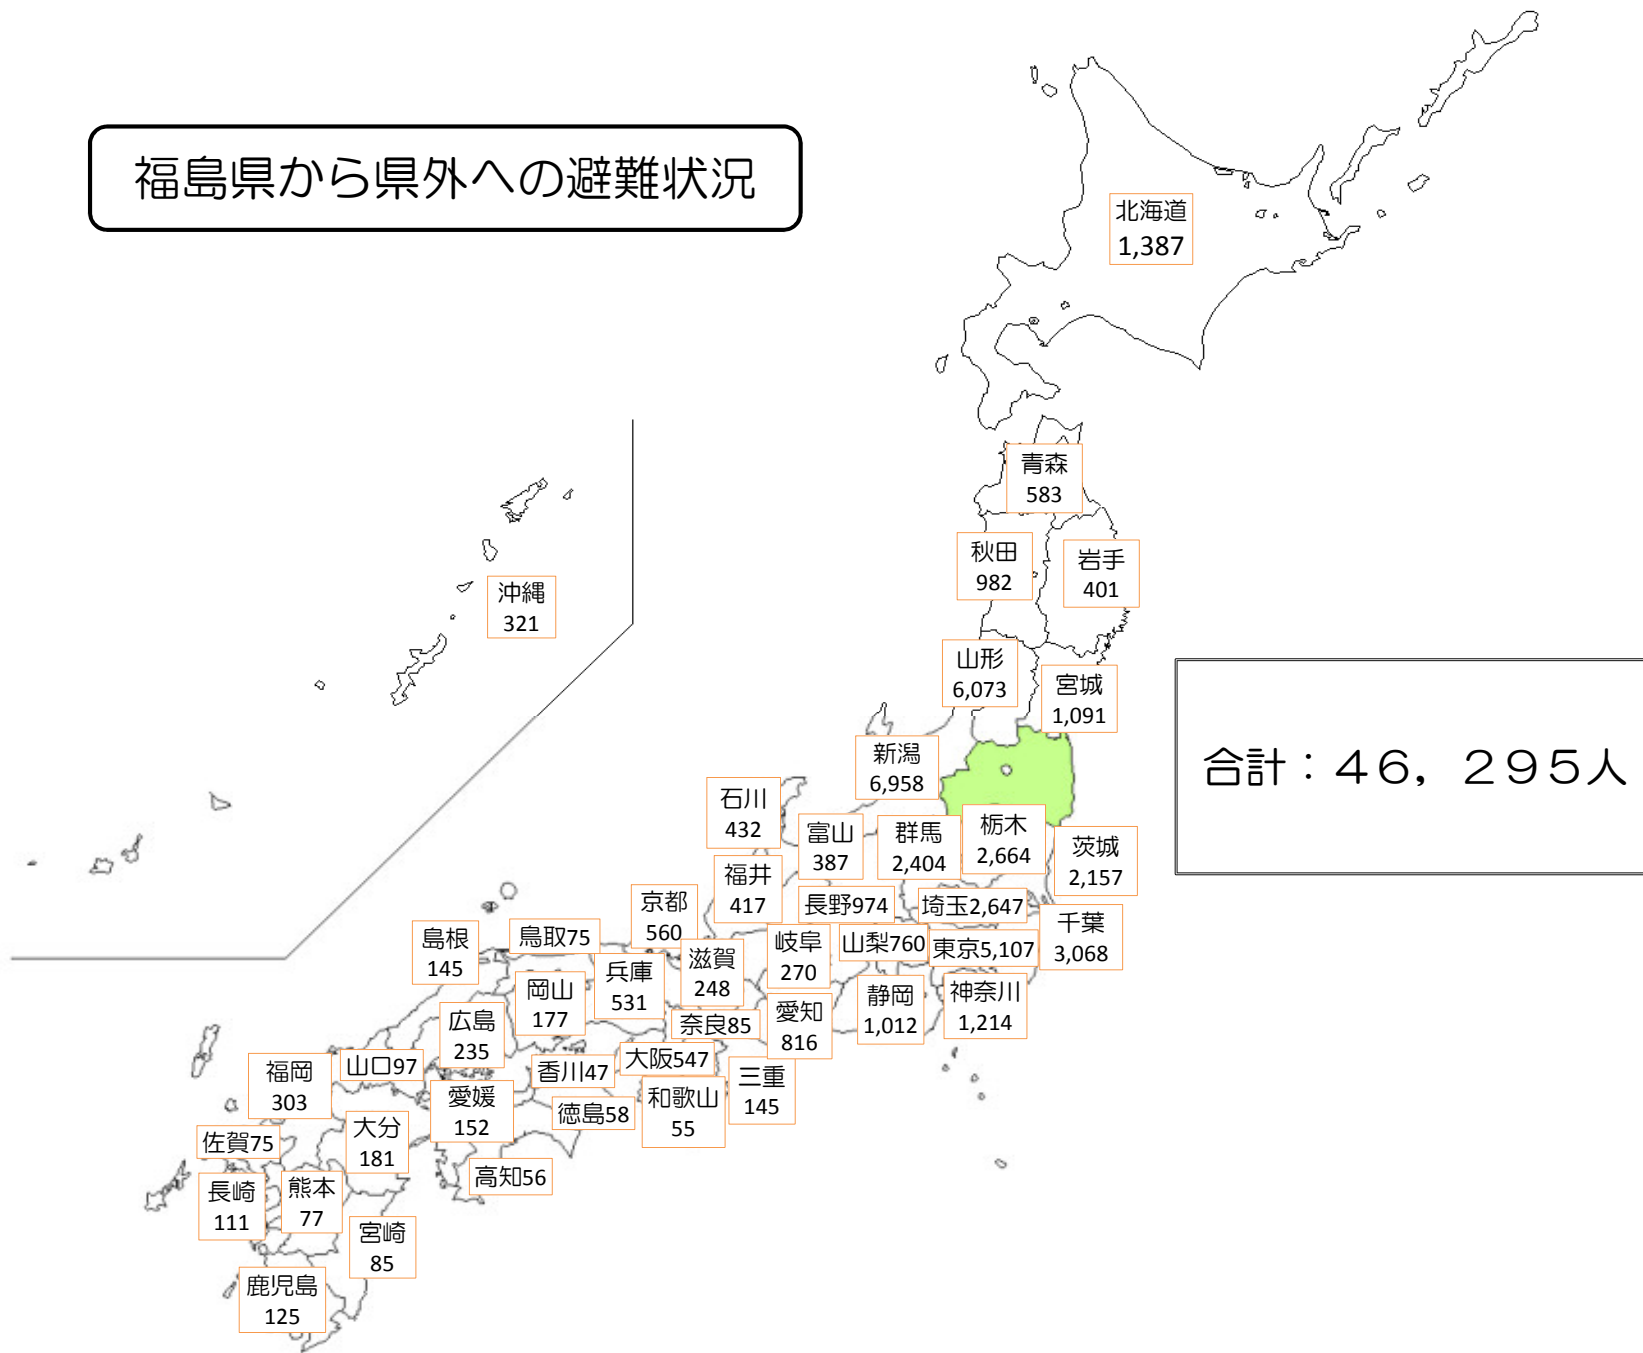 福島県から県外への避難状況
北海道
1,387
青森
583
秋田
982
岩手
401
沖縄
321
山形
6,073
宮城
1,091
合計：４６，２９５人
新潟
6,958
石川
432
富山
387
群馬
2,404
栃木
2,664
茨城
2,157
福井
417
京都
560
長野974
埼玉2,647
千葉
3,068
島根
145
鳥取75
兵庫
531
滋賀
248
岐阜
270
山梨760
東京5,107
岡山
177
静岡
1,012
神奈川
1,214
広島
235
奈良85
愛知
816
福岡
303
山口97
香川47
大阪547
三重
145
愛媛
152
徳島58
和歌山
55
佐賀75
大分
181
高知56
長崎
111
熊本
77
宮崎
85
鹿児島
125